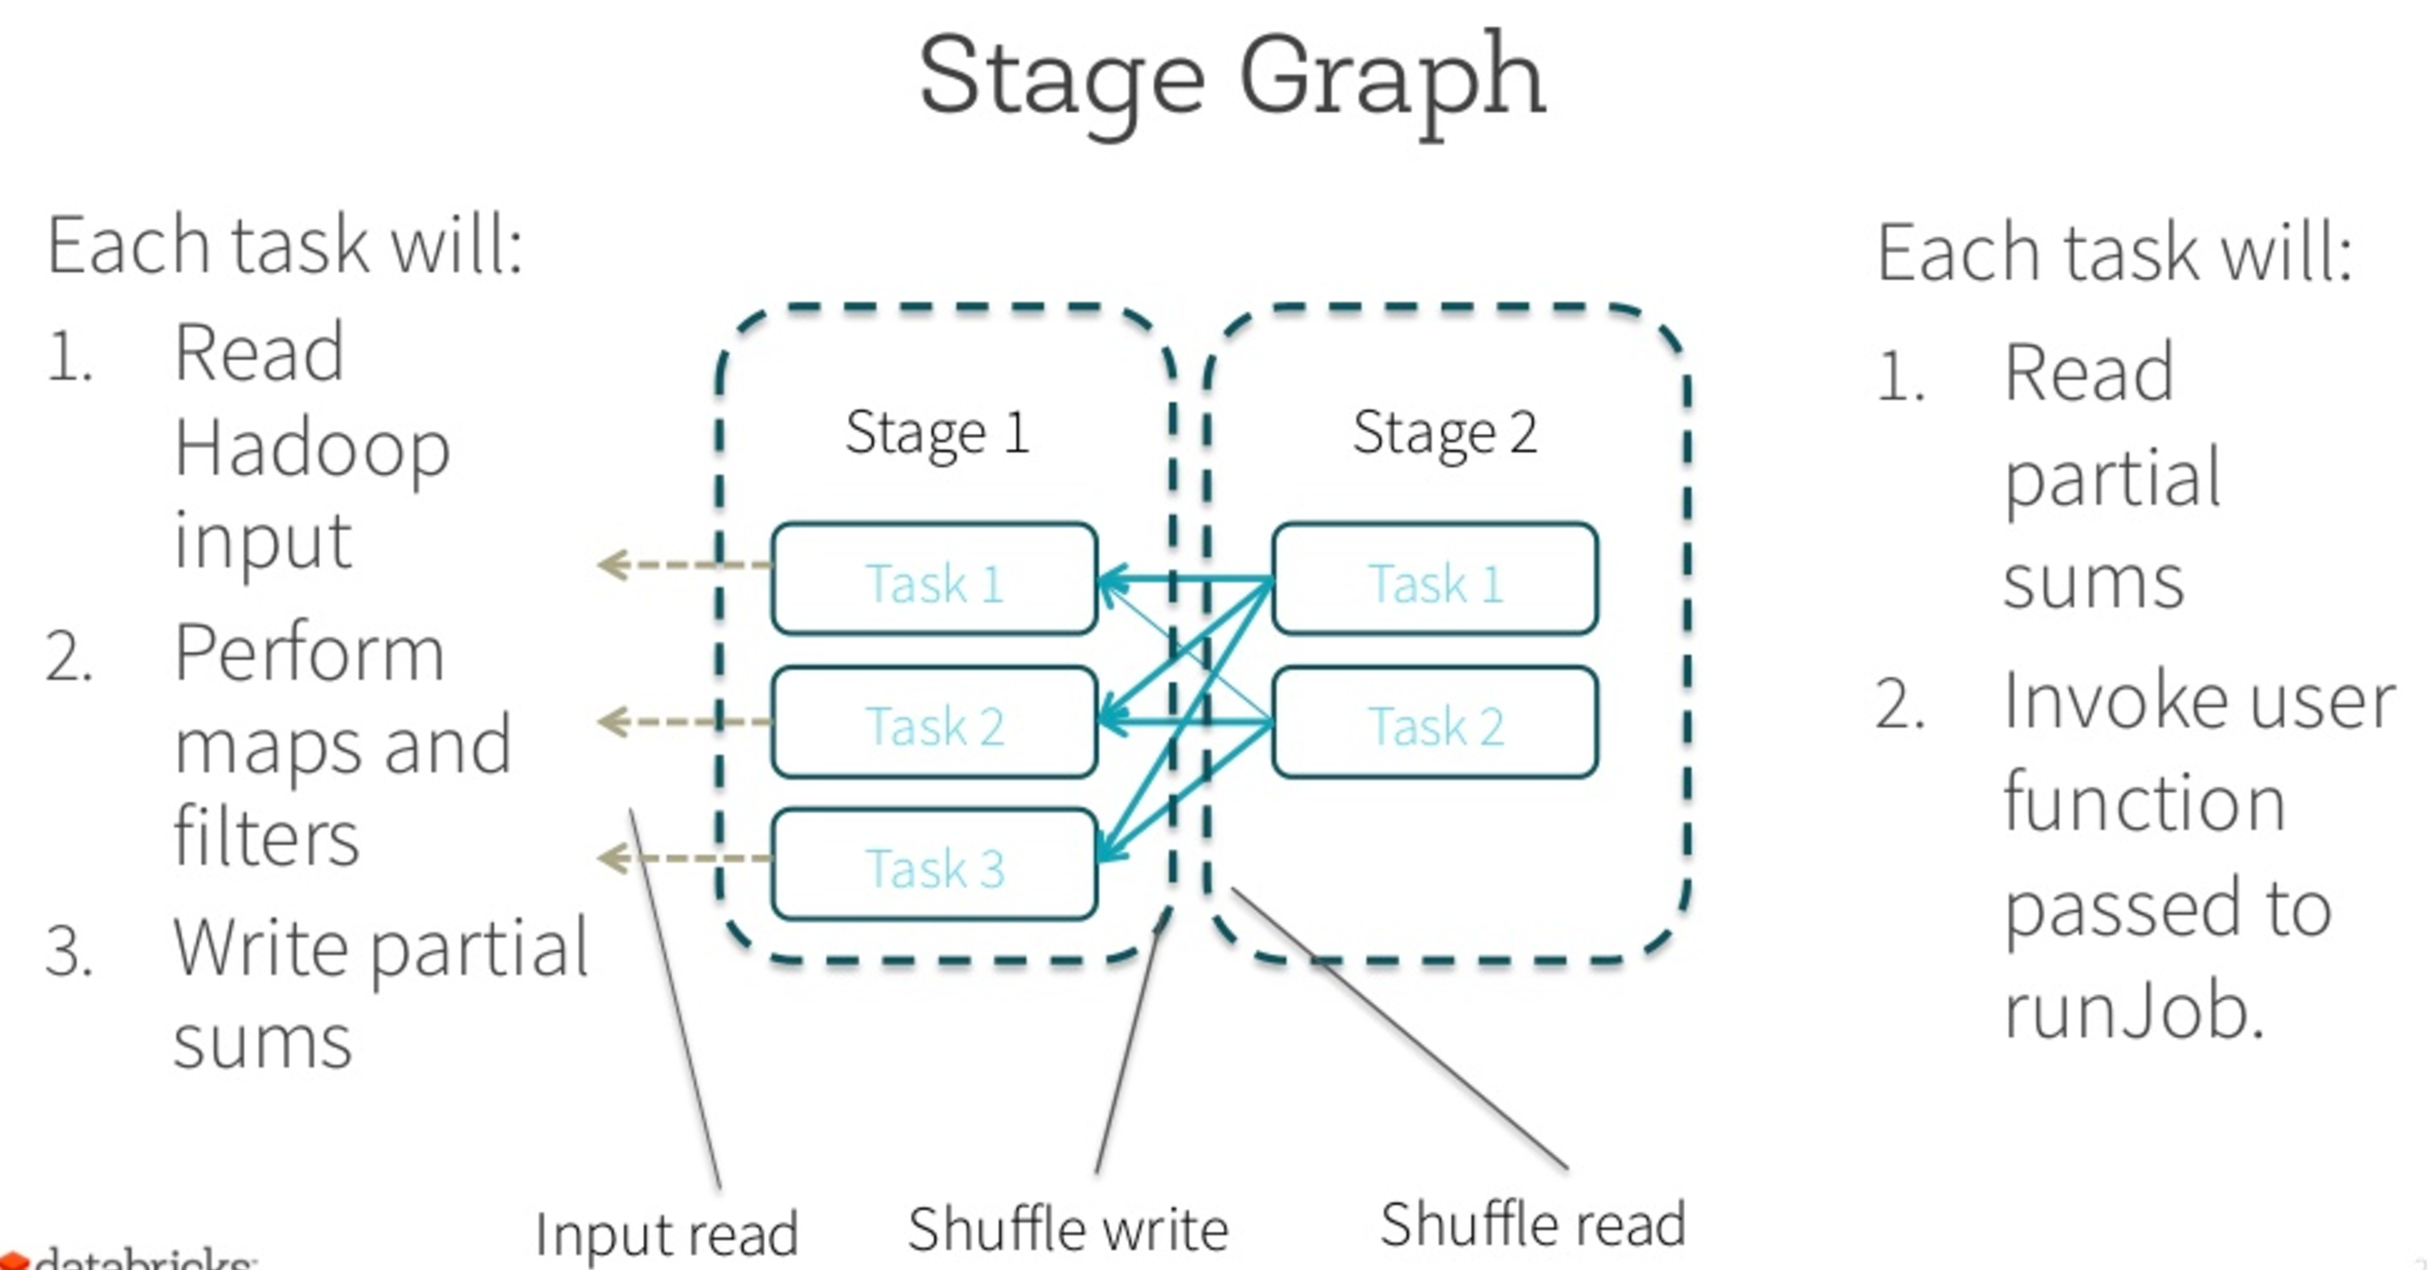 Stage Graph
Each task will:
1. Read
Hadoop
input
2. Perform
maps and
filters
3. Write partial
sums
Stage 1
Task 1
Task 2
Task 3
Stage 2
Task 1
Task 2
Each task will:
1. Read
partial
sums
2. Invoke user
function
passed to
runJob.
Input read
Shuffle write
Shuffle read
databricks